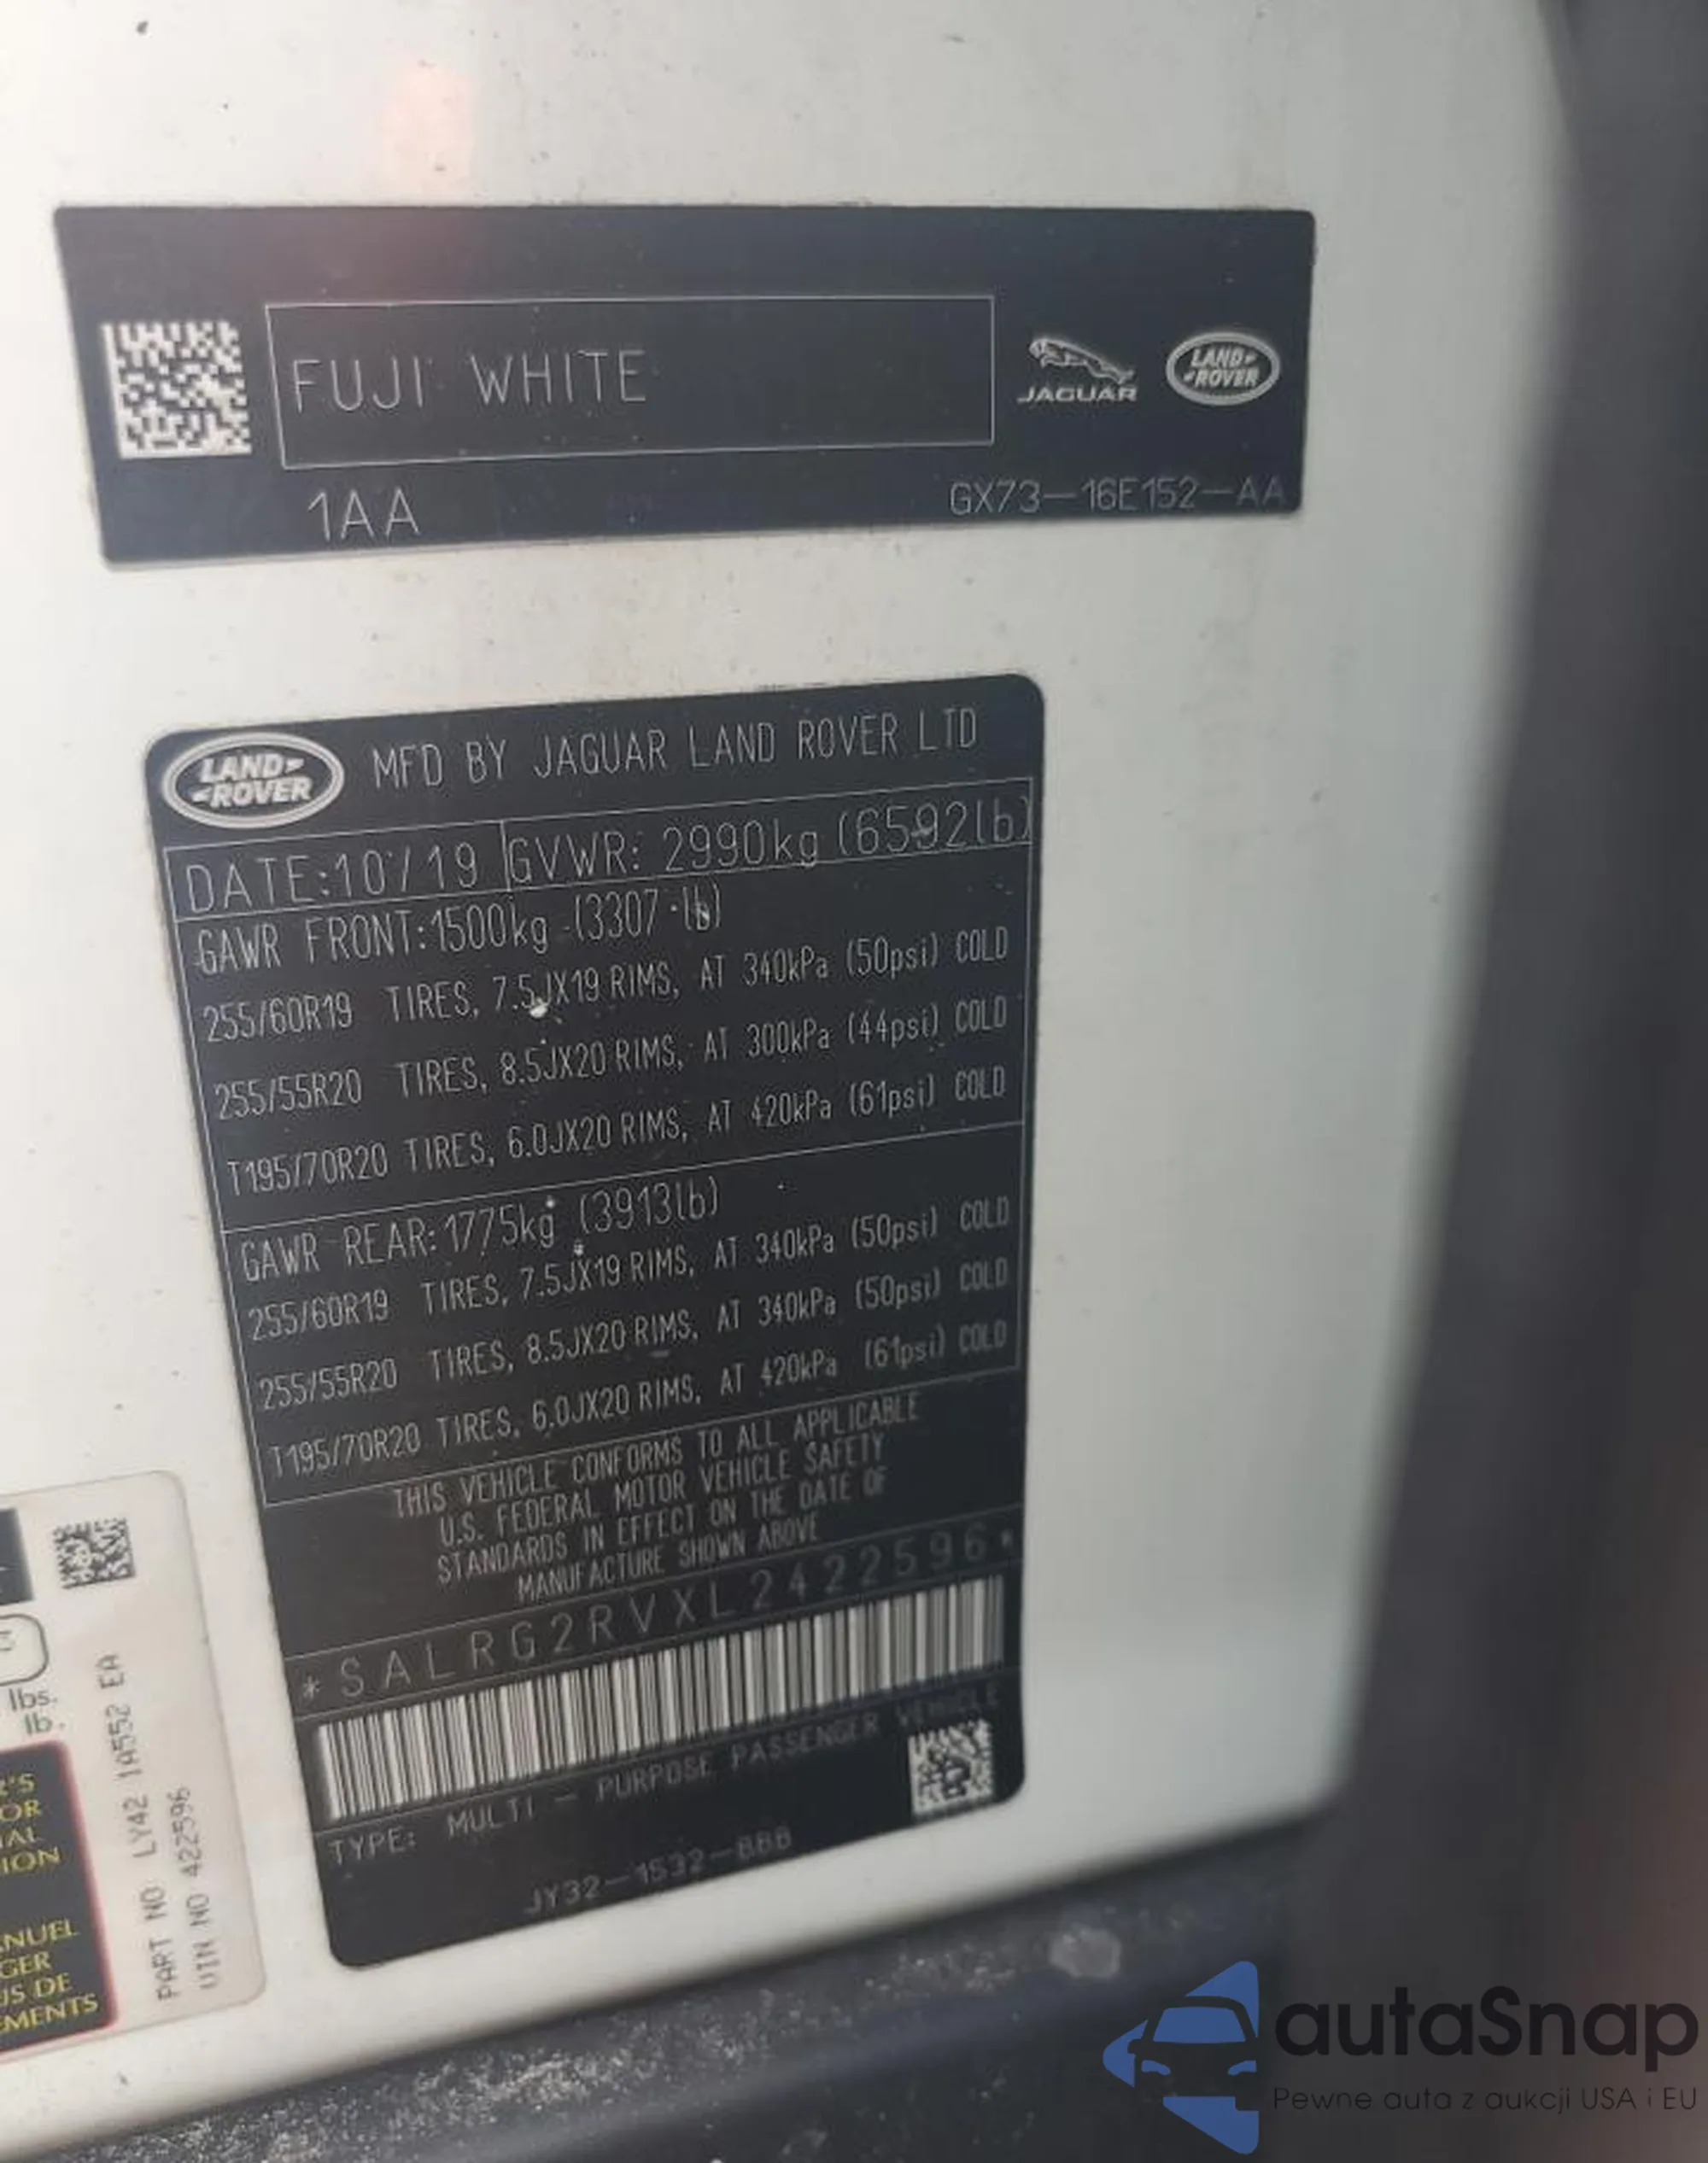 FUJI WHITE
JAGUAR
LAND ROVER
1AA
GX73-16E152-AA
LAND ROVER
MFD BY JAGUAR LAND ROVER LTD
DATE:10/19 GVWR: 2990kg (6592lb)
GAWR FRONT:1500kg (3307 lb)
255/60R19 TIRES, 7.5JX19 RIMS, AT 340kPa (50psi) COLD
255/55R20 TIRES, 8.5JX20 RIMS, AT 300kPa (44psi) COLD
T195/70R20 TIRES, 6.0JX20 RIMS, AT 420kPa (61psi) COLD
GAWR REAR:1775kg (3913lb)
255/60R19 TIRES, 7.5JX19 RIMS, AT 340kPa (50psi) COLD
255/55R20 TIRES, 8.5JX20 RIMS, AT 340kPa (50psi) COLD
T195/70R20 TIRES, 6.0JX20 RIMS, AT 420kPa (61psi) COLD
THIS VEHICLE CONFORMS TO ALL APPLICABLE
U.S. FEDERAL MOTOR VEHICLE SAFETY
STANDARDS IN EFFECT ON THE DATE OF
MANUFACTURE SHOWN ABOVE
*SALRG2RVXL2422596*
TYPE: MULTI - PURPOSE PASSENGER VEHICLE
JY32-1532-BBB
lbs.
lb.
PART NO LY42 1A552 EA
VIN NO 422596
US DE
autaSnap
Pewne auta z aukcji USA i EU